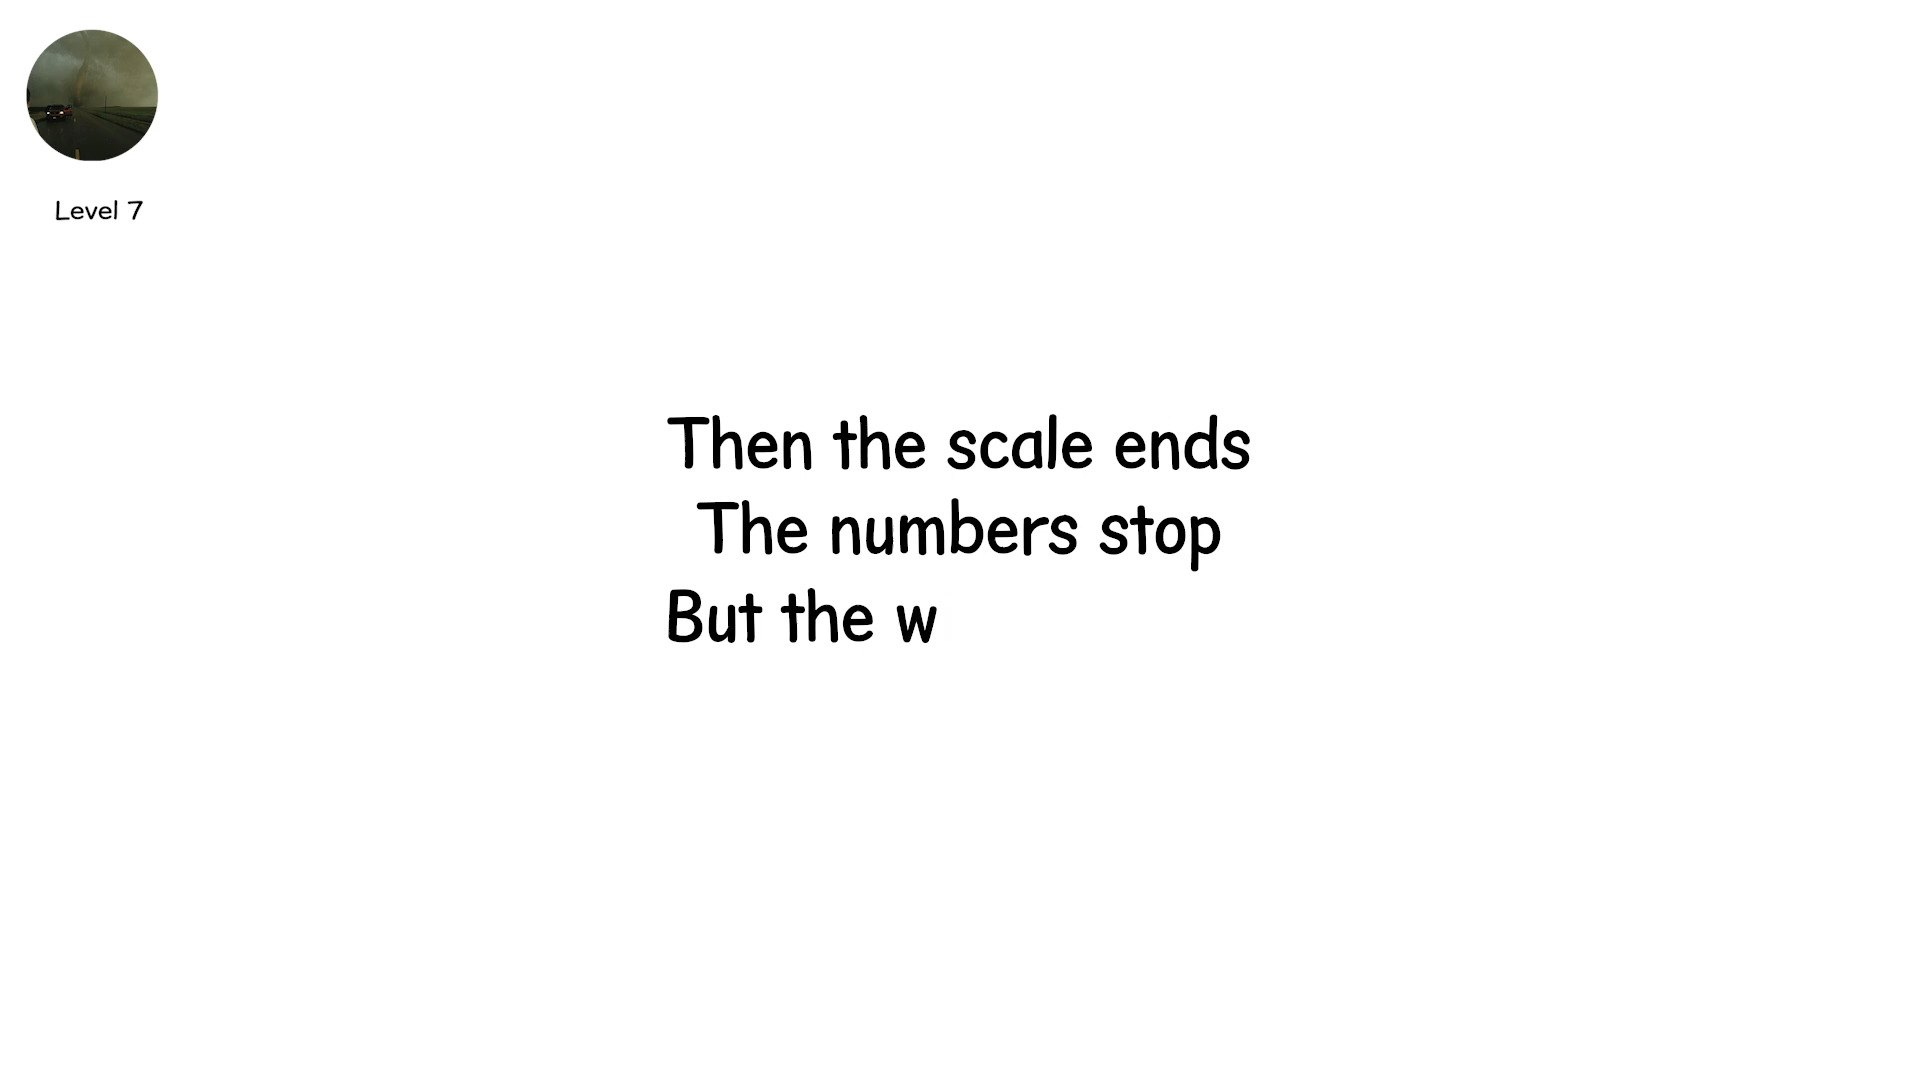 Level 7
Then the scale ends
The numbers stop
But the w